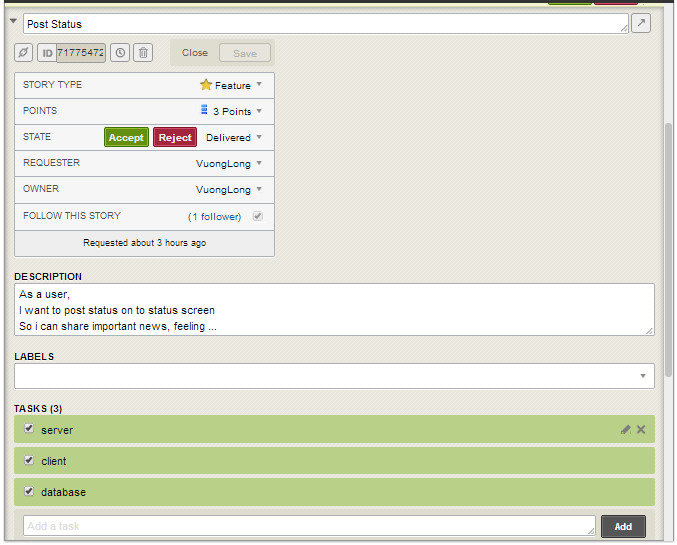 Post Status
ID 71775472 Close Save
STORY TYPE Feature
POINTS 3 Points
STATE Accept Reject Delivered
REQUESTER VuongLong
OWNER VuongLong
FOLLOW THIS STORY (1 follower)
Requested about 3 hours ago
DESCRIPTION
As a user,
I want to post status on to status screen
So i can share important news, feeling ...
LABELS
TASKS (3)
server
client
database
Add a task Add